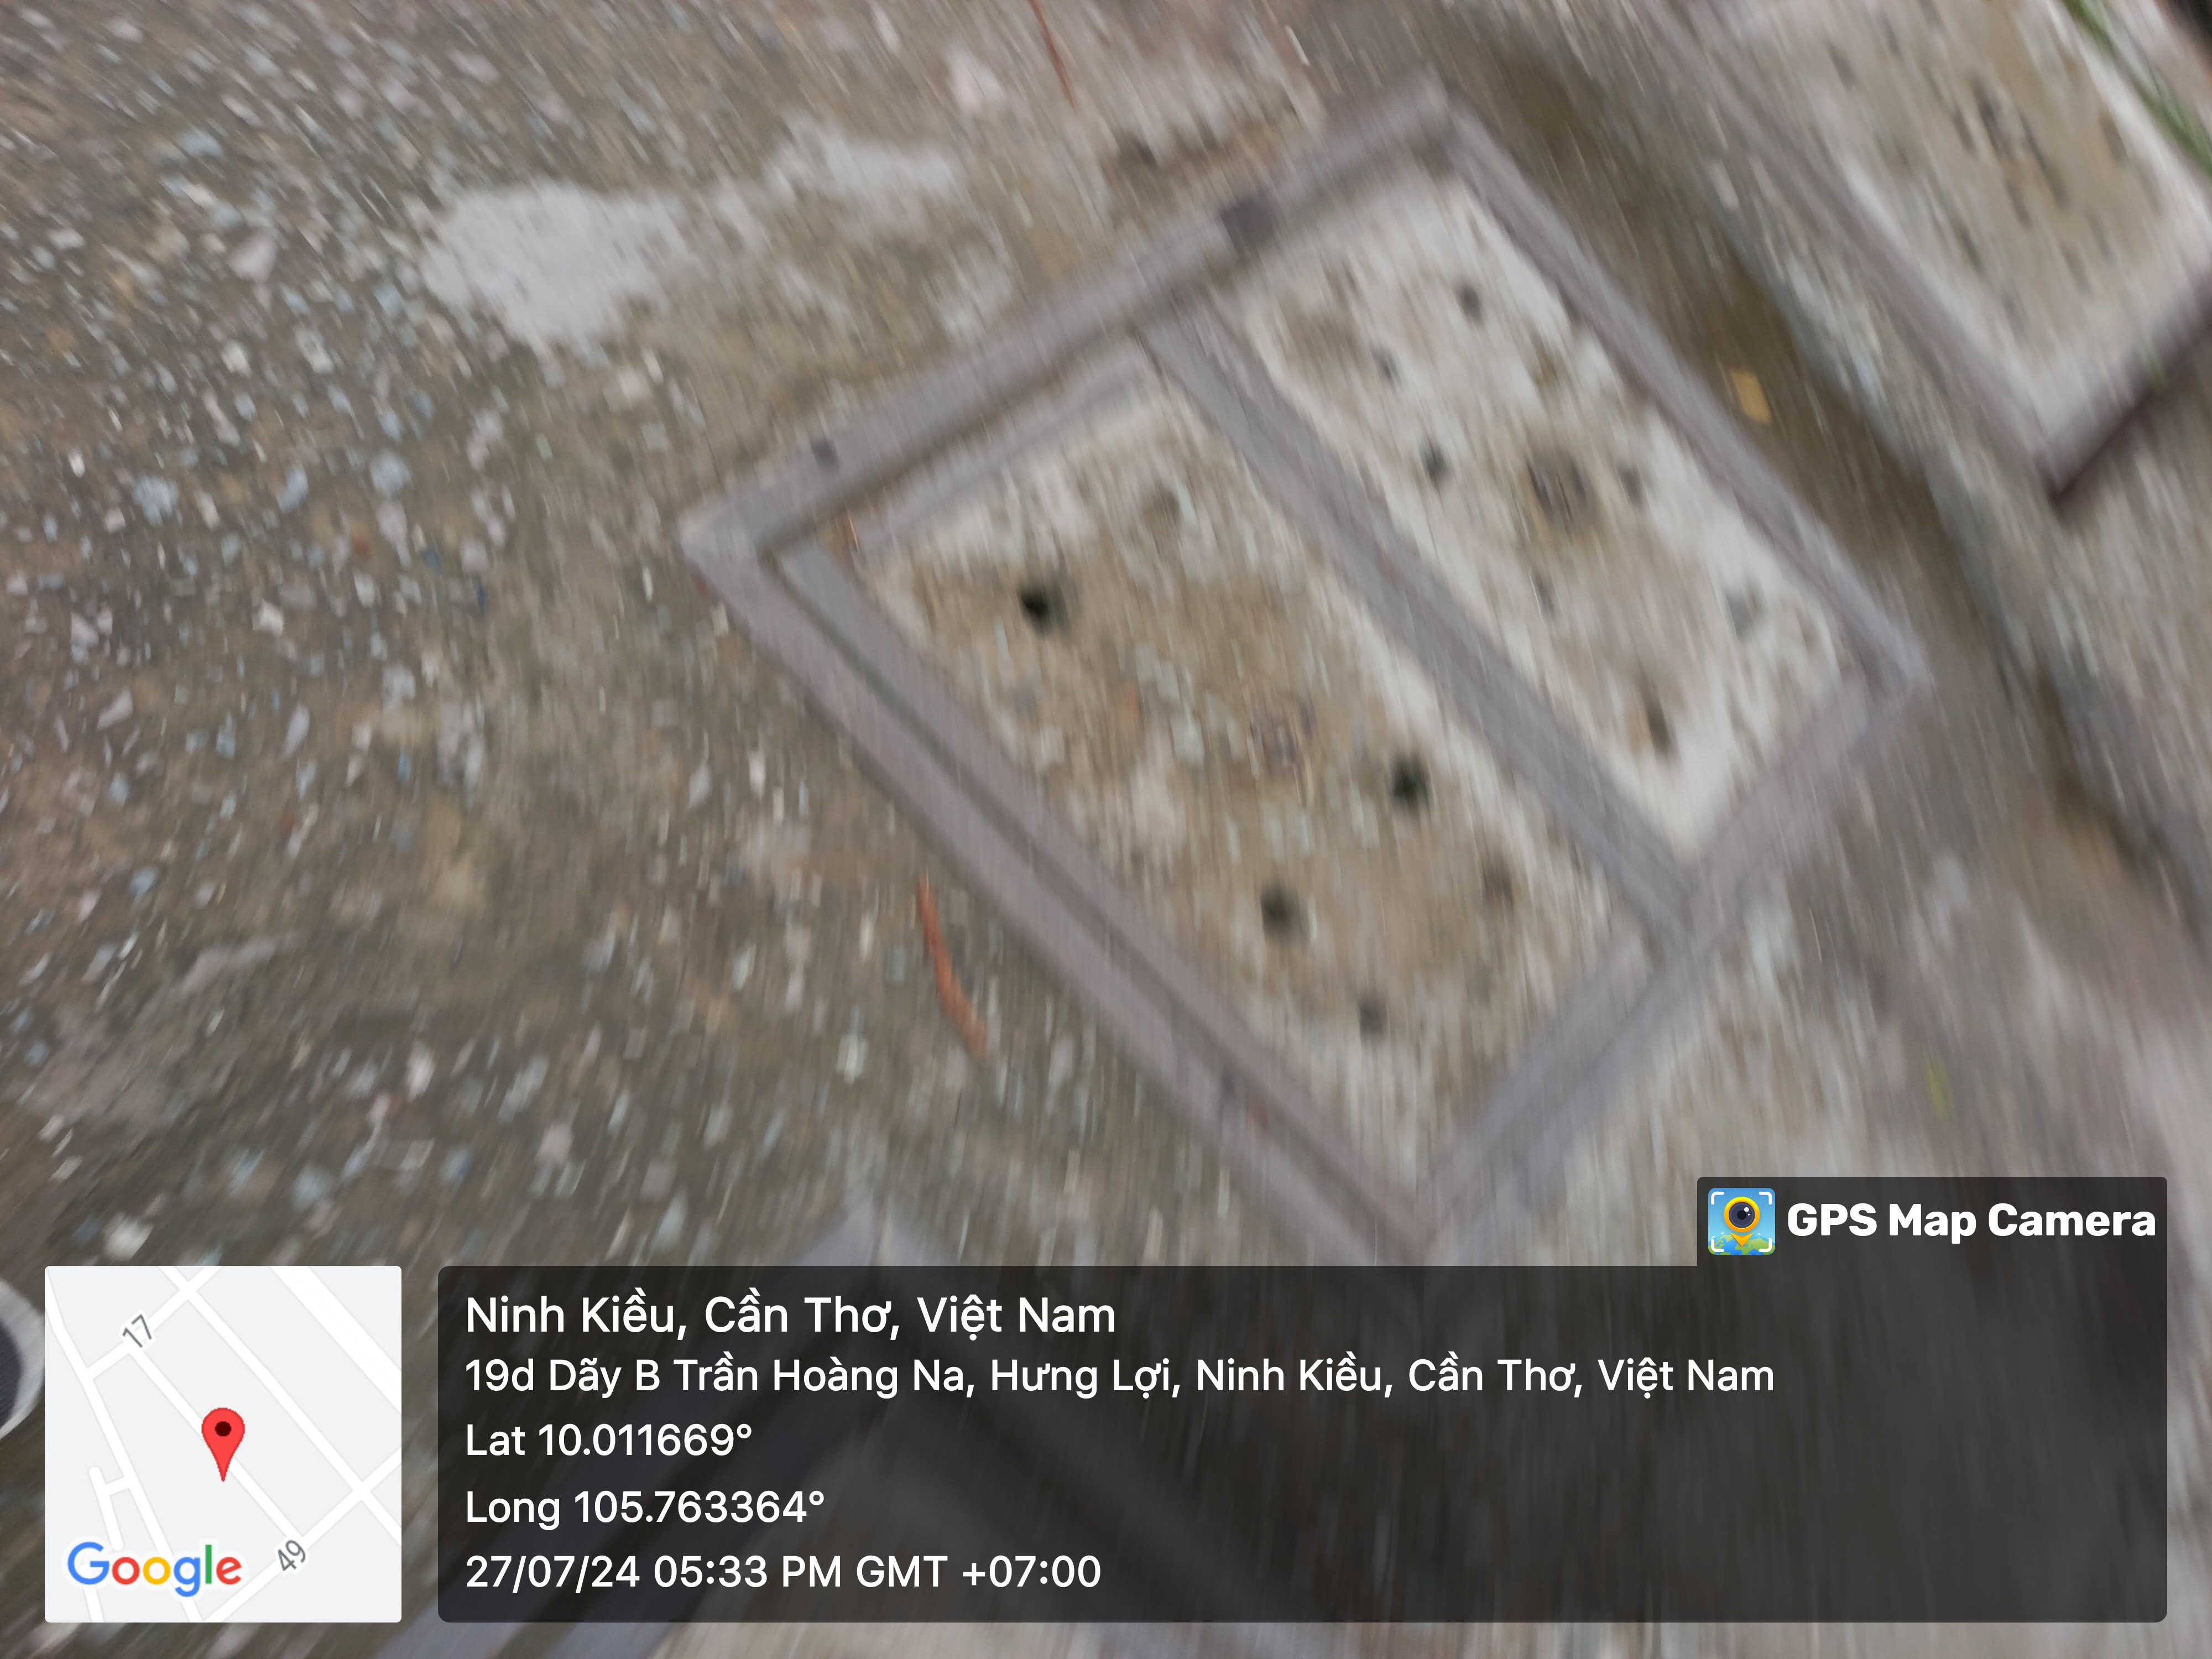 GPS Map Camera
17
49
Google
Ninh Kiều, Cần Thơ, Việt Nam
19d Dãy B Trần Hoàng Na, Hưng Lợi, Ninh Kiều, Cần Thơ, Việt Nam
Lat 10.011669°
Long 105.763364°
27/07/24 05:33 PM GMT +07:00